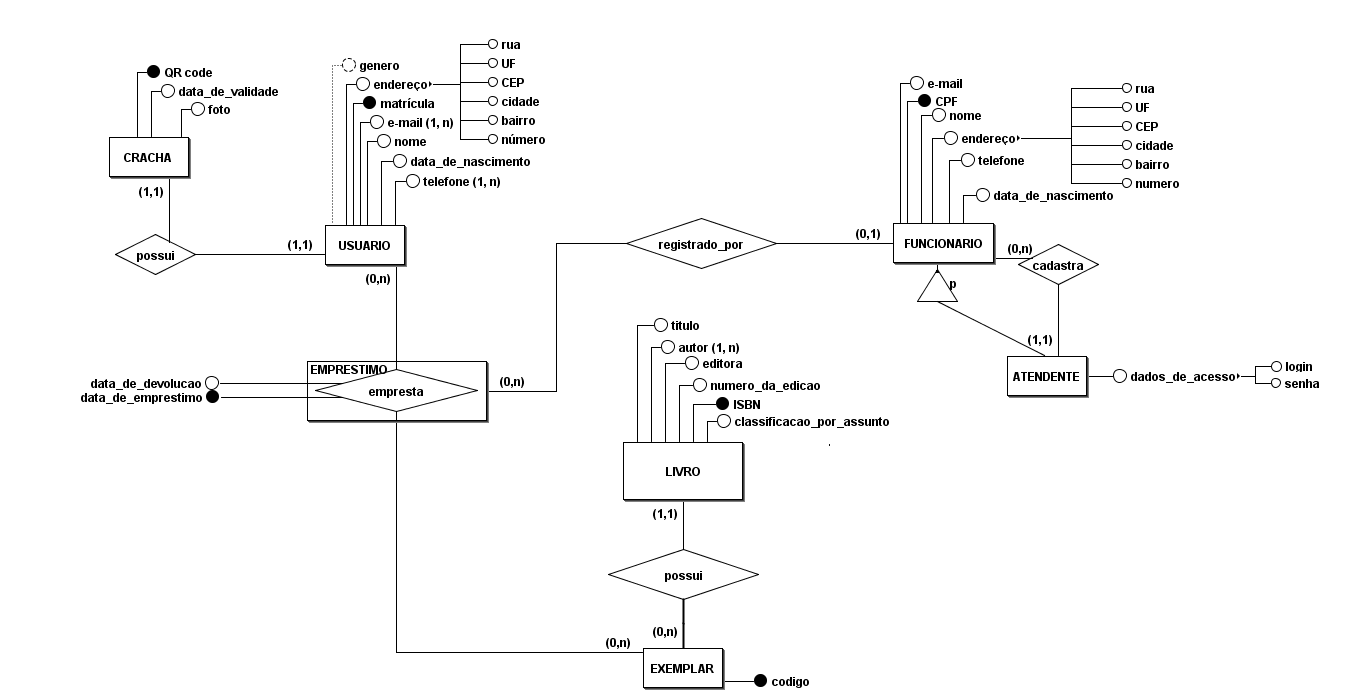 QR code
data_de_validade
foto
CRACHA
(1,1)
possui
(1,1)
genero
endereço
rua
UF
CEP
cidade
bairro
número
matrícula
e-mail (1, n)
nome
data_de_nascimento
telefone (1, n)
USUARIO
(0,n)
registrado_por
(0,1)
e-mail
CPF
nome
endereço
rua
UF
CEP
cidade
bairro
numero
telefone
data_de_nascimento
FUNCIONARIO
(0,n)
cadastra
p
(1,1)
ATENDENTE
dados_de_acesso
login
senha
EMPRESTIMO
empresta
data_de_devolucao
data_de_emprestimo
(0,n)
titulo
autor (1, n)
editora
numero_da_edicao
ISBN
classificacao_por_assunto
LIVRO
(1,1)
possui
(0,n)
(0,n)
EXEMPLAR
codigo